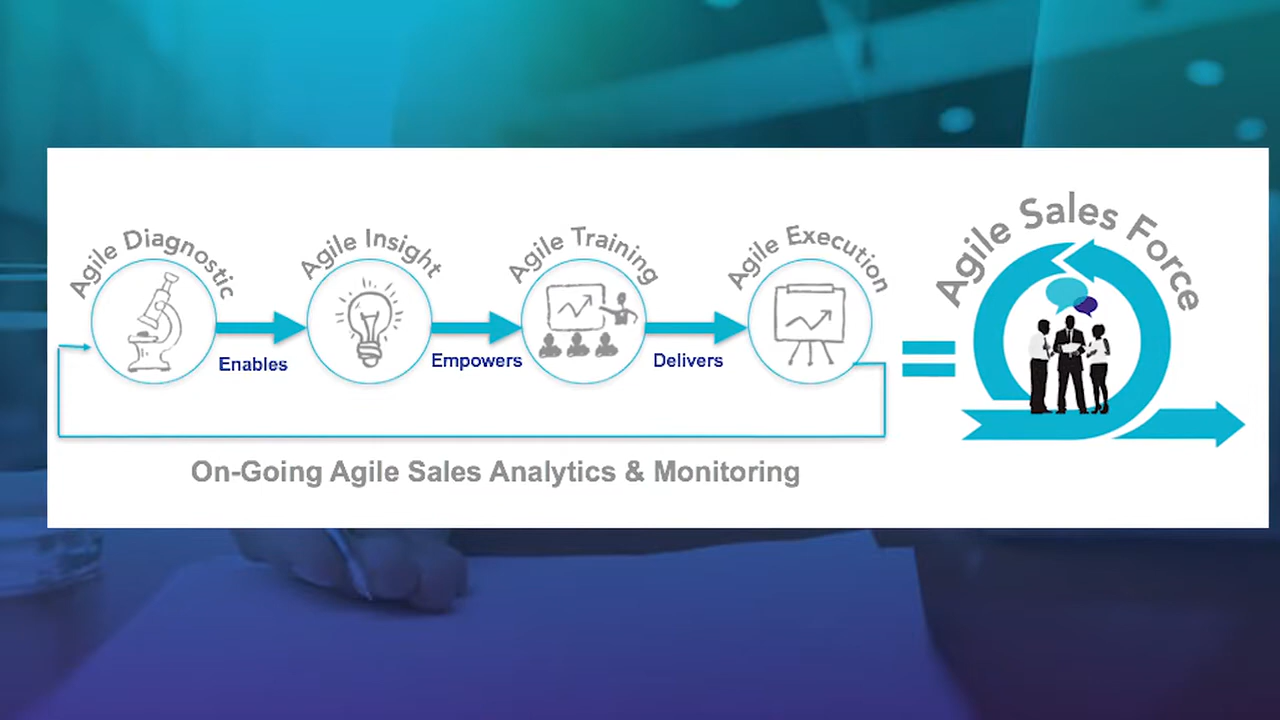 Agile Diagnostic
Agile Insight
Agile Training
Agile Execution
Agile Sales Force
Enables
Empowers
Delivers
=
On-Going Agile Sales Analytics & Monitoring